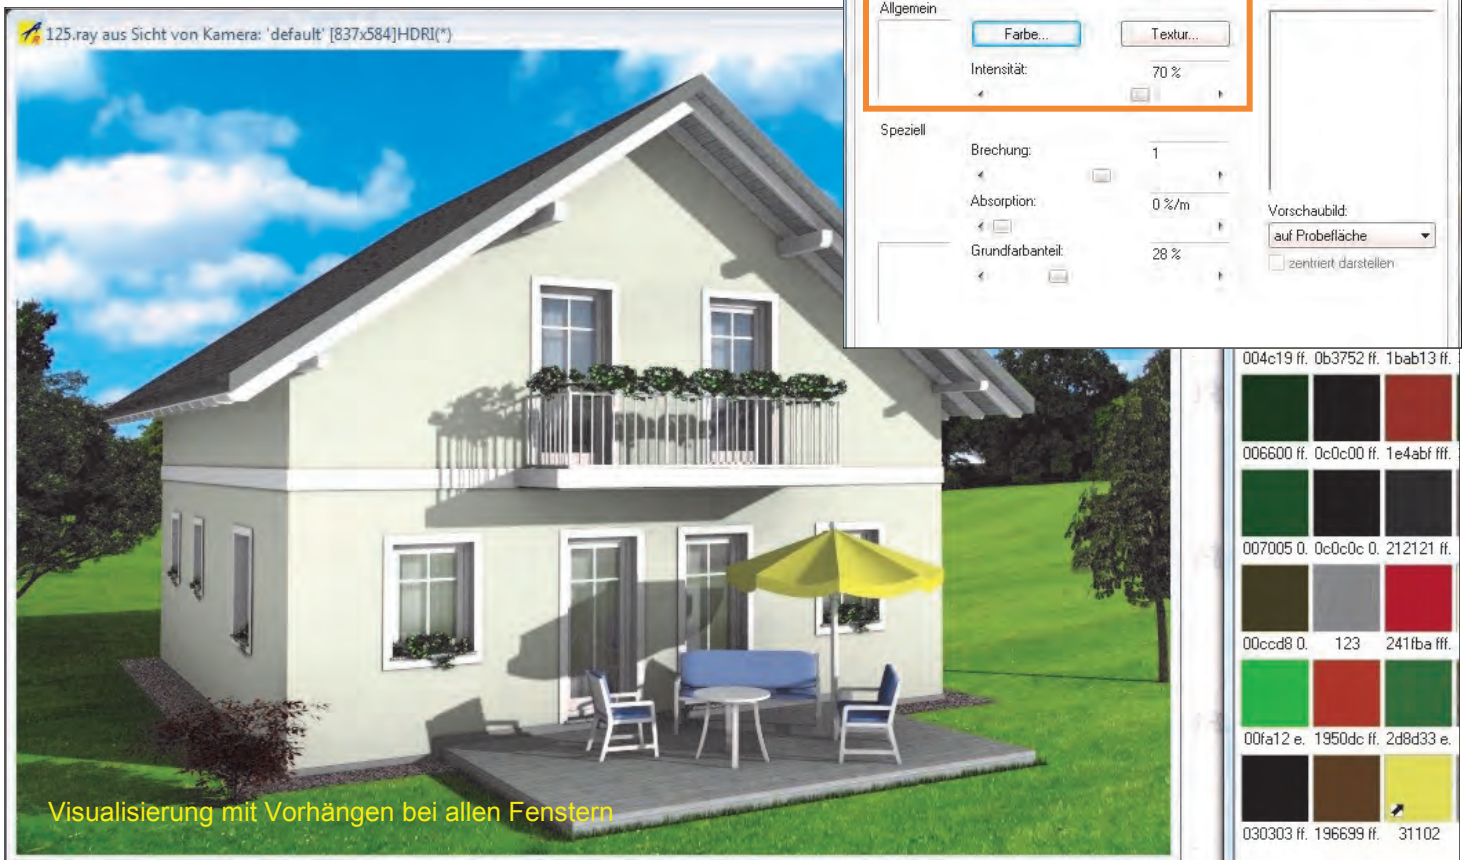 125.ray aus Sicht von Kamera: 'default' [837x584]HDRI(*)
Allgemein
Farbe...
Textur...
Intensität:
70 %
Speziell
Brechung:
1
Absorption:
0 %/m
Grundfarbanteil:
28 %
Vorschaubild:
auf Probefläche
zentriert darstellen
004c19 ff. 0b3752 ff. 1bab13 ff.
006600 ff. 0c0c00 ff. 1e4abf fff.
007005 0. 0c0c0c 0. 212121 ff.
00ccd8 0. 123 241fba fff.
00fa12 e. 1950dc ff. 2d8d33 e.
030303 ff. 196699 ff. 31102
Visualisierung mit Vorhängen bei allen Fenstern